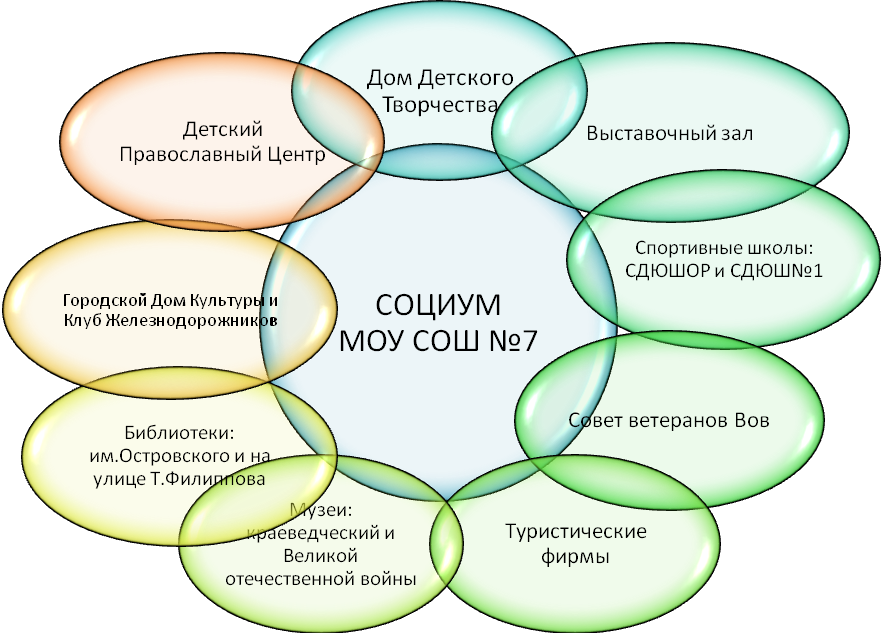 Дом Детского
Творчества
Выставочный зал
Спортивные школы:
СДЮШОР и СДЮШ№1
Совет ветеранов Вов
Туристические
фирмы
Музеи:
краеведческий и
Великой
отечественной войны
Библиотеки:
им.Островского и на
улице Т.Филиппова
Городской Дом Культуры и
Клуб Железнодорожников
Детский
Православный Центр
СОЦИУМ
МОУ СОШ №7